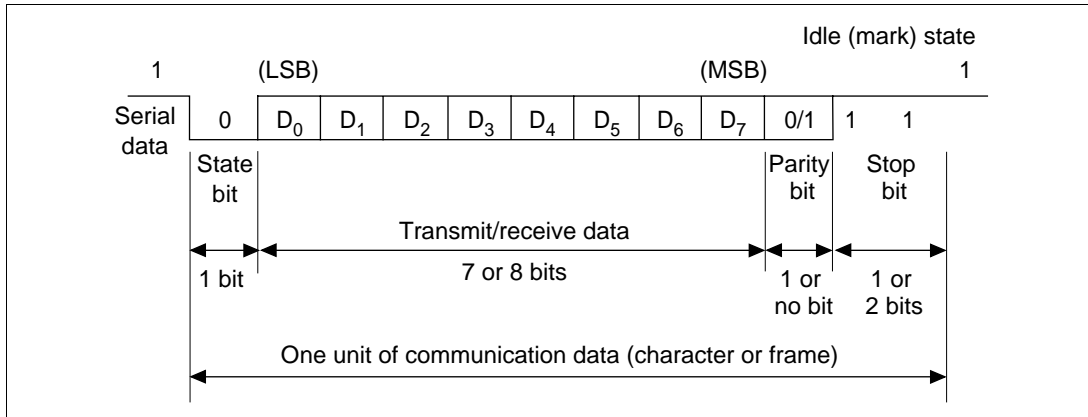 Idle (mark) state
1 (LSB) (MSB) 1
Serial data
0 D0 D1 D2 D3 D4 D5 D6 D7 0/1 1 1
State bit
Parity bit
Stop bit
Transmit/receive data
1 bit
7 or 8 bits
1 or no bit
1 or 2 bits
One unit of communication data (character or frame)